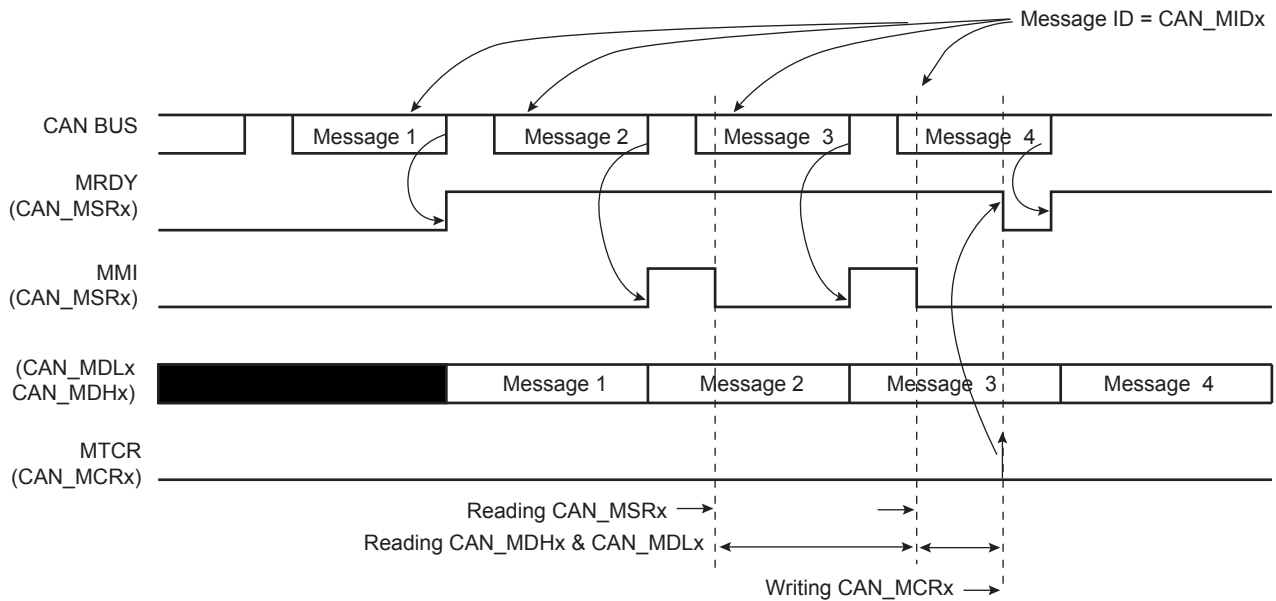 Message ID = CAN_MIDx
CAN BUS
Message 1
Message 2
Message 3
Message 4
MRDY
(CAN_MSRx)
MMI
(CAN_MSRx)
(CAN_MDLx
CAN_MDHx)
Message 1
Message 2
Message 3
Message 4
MTCR
(CAN_MCRx)
Reading CAN_MSRx
Reading CAN_MDHx & CAN_MDLx
Writing CAN_MCRx